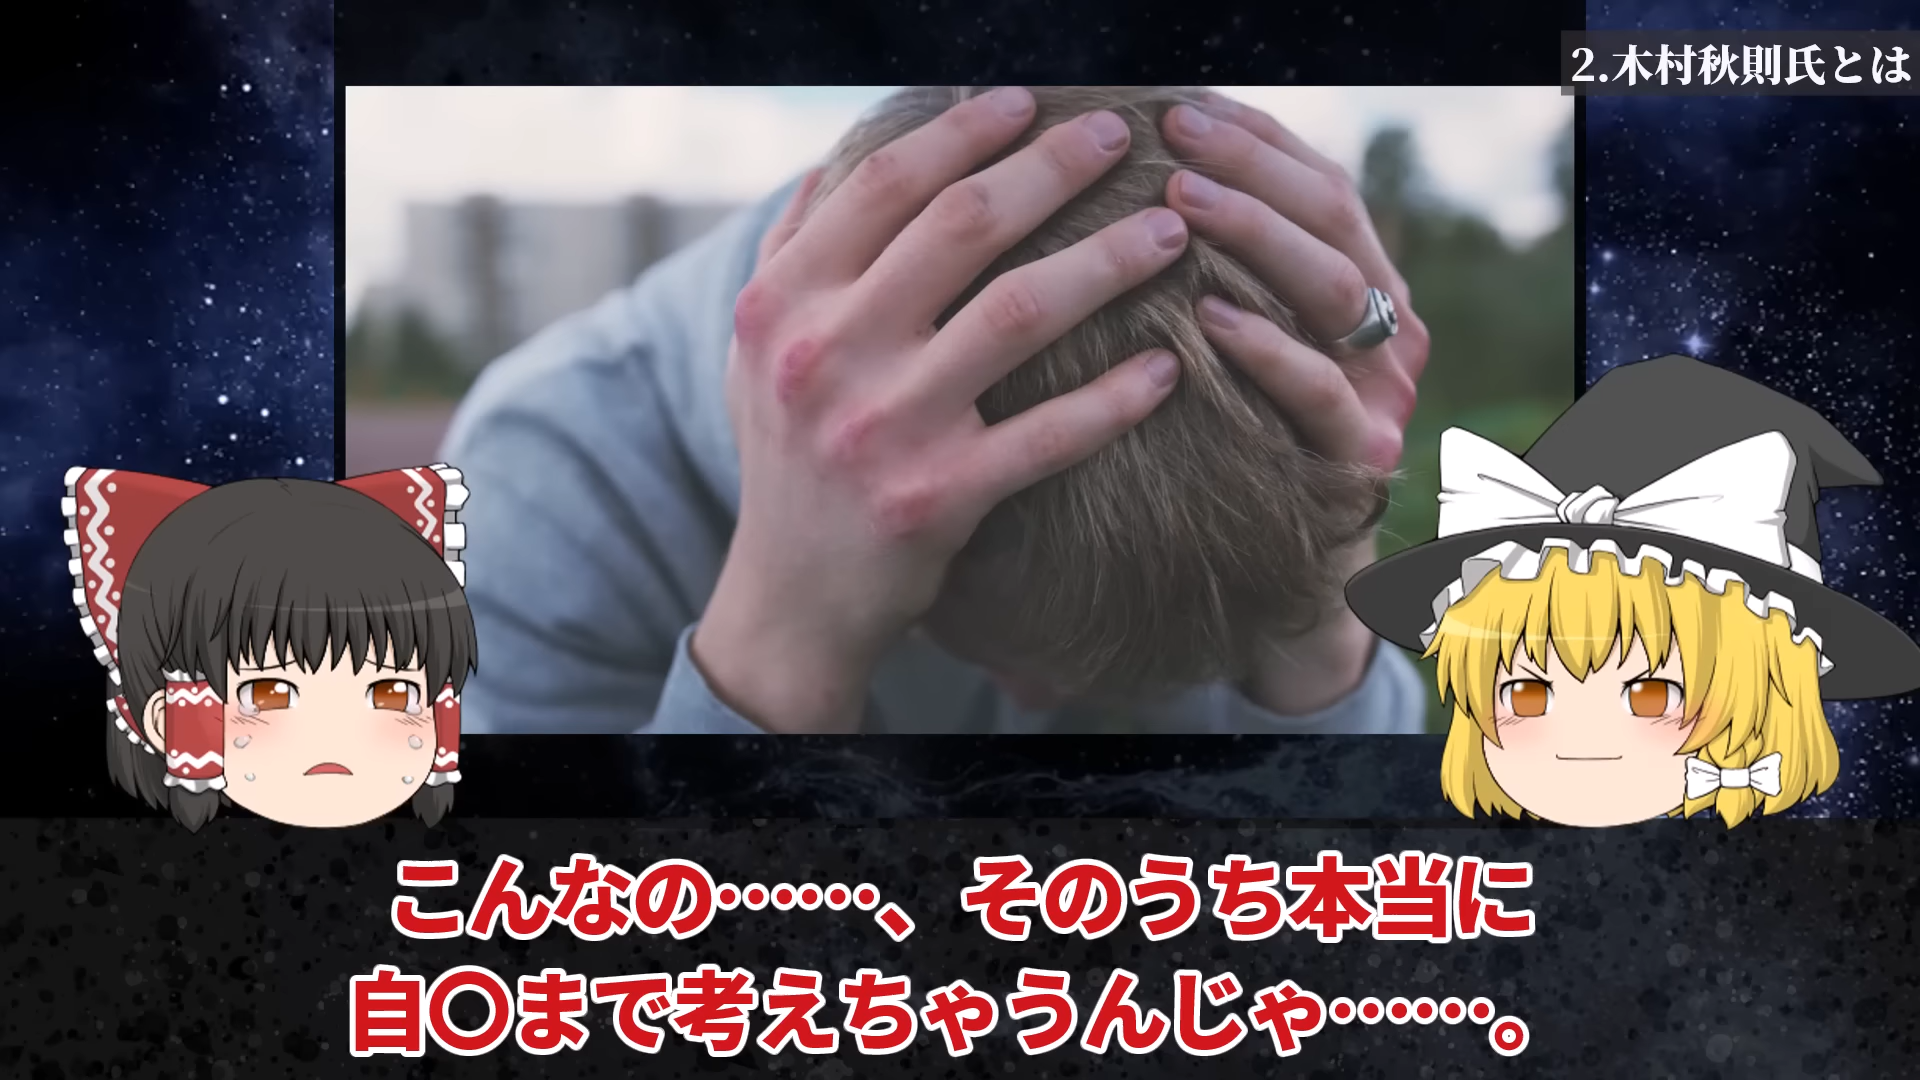 2.木村秋則氏とは
こんなの……、そのうち本当に
自〇まで考えちゃうんじゃ……。